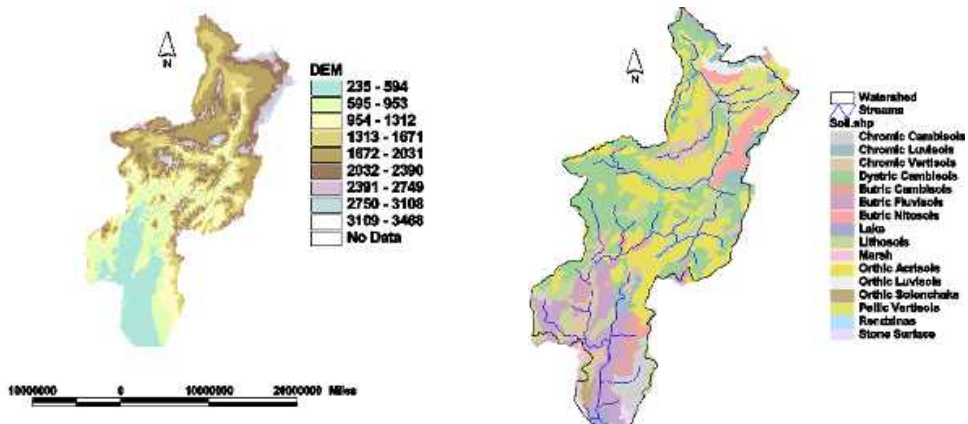 N
DEM
235 - 594
595 - 953
954 - 1312
1313 - 1671
1672 - 2031
2032 - 2390
2391 - 2749
2750 - 3108
3109 - 3468
No Data
10000000 0 10000000 20000000 Miles
N
Watershed
Streams
Soil.shp
Chromic Cambisols
Chromic Luvisols
Chromic Vertisols
Dystric Cambisols
Eutric Cambisols
Eutric Fluvisols
Eutric Nitosols
Lake
Lithosols
Marsh
Orthic Acrisols
Orthic Luvisols
Orthic Solonchaks
Pellic Vertisols
Rendzinas
Stone Surface